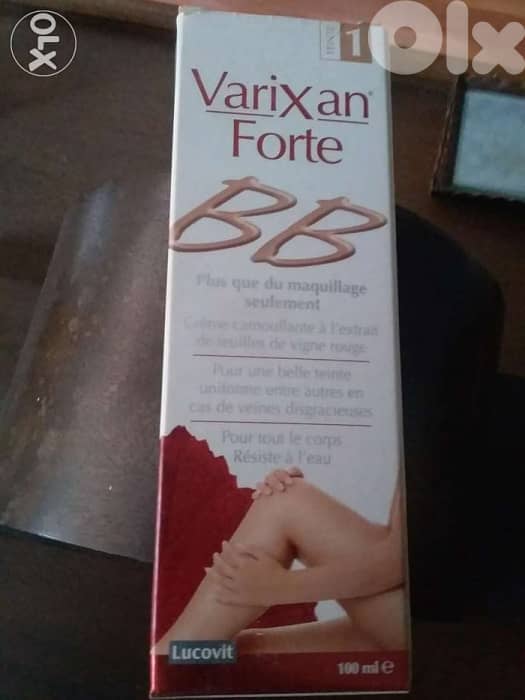 OLX
Olx
TEINTE 1
VariXan®
Forte
BB
Plus que du maquillage
seulement
Crème camouflante à l'extrait
de feuilles de vigne rouge
Pour une belle teinte
uniforme entre autres en
cas de veines disgracieuses
Pour tout le corps
Résiste à l'eau
Lucovit
100 ml e